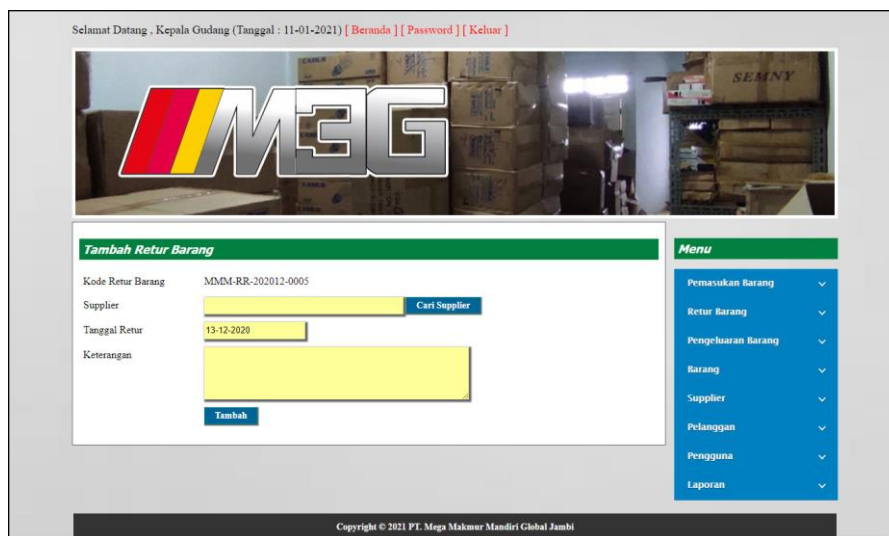 Selamat Datang , Kepala Gudang (Tanggal : 11-01-2021) [ Beranda ] [ Password ] [ Keluar ]
M3G
SEMNY
Tambah Retur Barang
Kode Retur Barang MMM-RR-202012-0005
Supplier Cari Supplier
Tanggal Retur 13-12-2020
Keterangan
Tambah
Menu
Pemasukan Barang
Retur Barang
Pengeluaran Barang
Barang
Supplier
Pelanggan
Pengguna
Laporan
Copyright © 2021 PT. Mega Makmur Mandiri Global Jambi